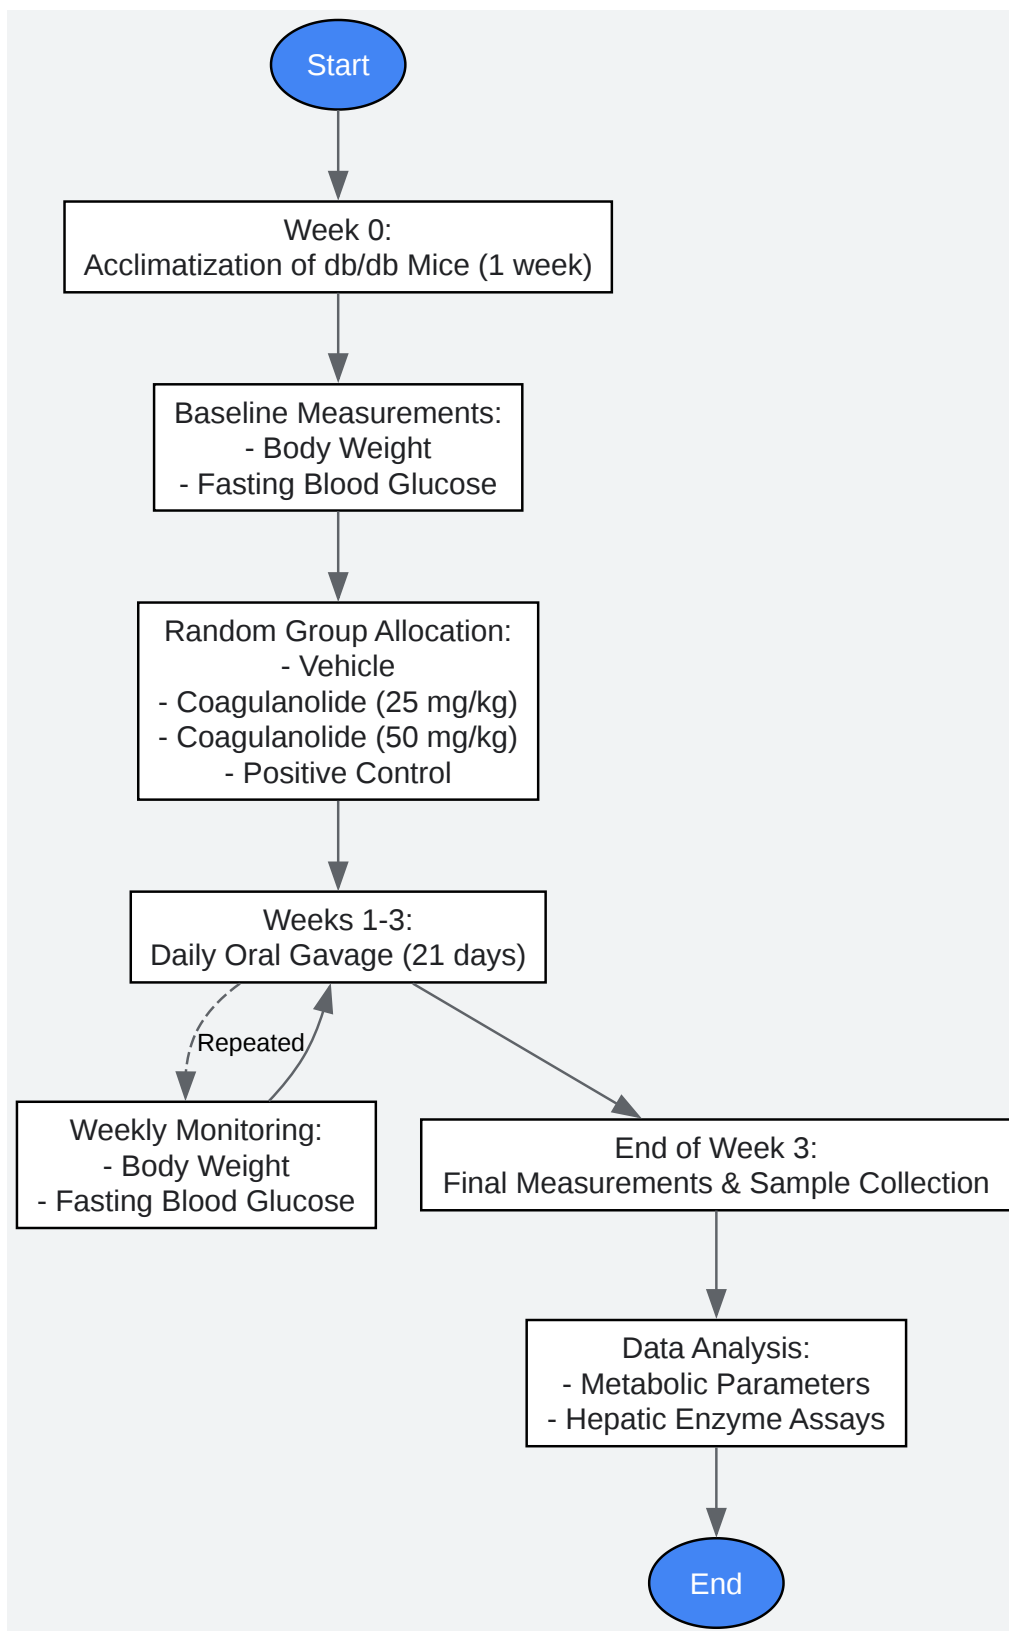 Start
Week 0:
Acclimatization of db/db Mice (1 week)
Baseline Measurements:
- Body Weight
- Fasting Blood Glucose
Random Group Allocation:
- Vehicle
- Coagulanolide (25 mg/kg)
- Coagulanolide (50 mg/kg)
- Positive Control
Weeks 1-3:
Daily Oral Gavage (21 days)
Repeated
Weekly Monitoring:
- Body Weight
- Fasting Blood Glucose
End of Week 3:
Final Measurements & Sample Collection
Data Analysis:
- Metabolic Parameters
- Hepatic Enzyme Assays
End